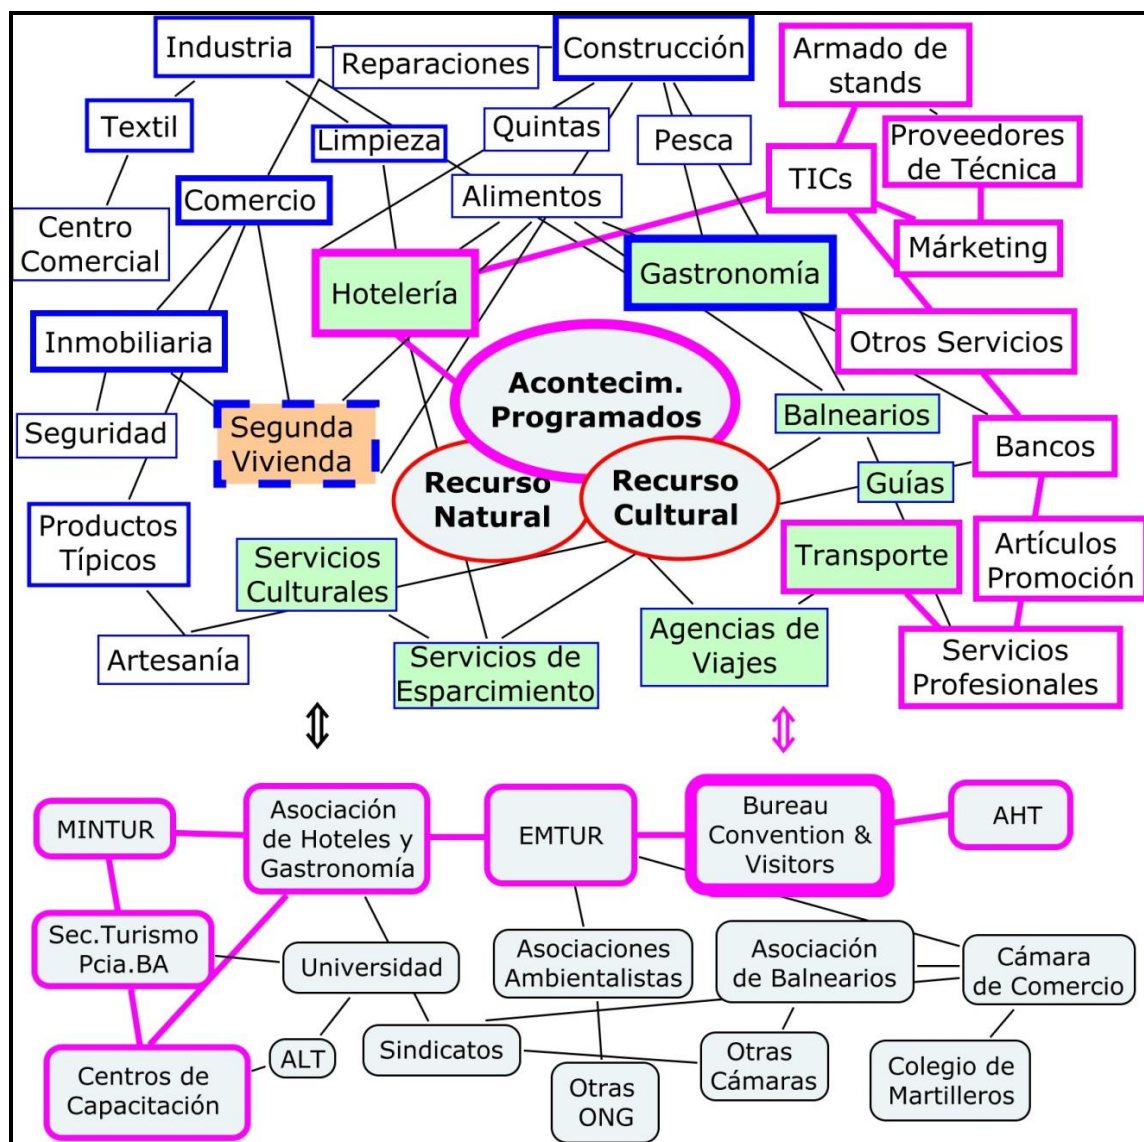 Industria
Reparaciones
Construcción
Armado de
stands
Textil
Limpieza
Quintas
Pesca
Proveedores
de Técnica
TICs
Comercio
Alimentos
Centro
Comercial
Márketing
Hotelería
Gastronomía
Inmobiliaria
Otros Servicios
Acontecim.
Programados
Seguridad
Segunda
Vivienda
Balnearios
Bancos
Recurso
Natural
Recurso
Cultural
Guías
Productos
Típicos
Servicios
Culturales
Transporte
Artículos
Promoción
Artesanía
Servicios de
Esparcimiento
Agencias de
Viajes
Servicios
Profesionales
MINTUR
Asociación
de Hoteles y
Gastronomía
EMTUR
Bureau
Convention &
Visitors
AHT
Sec.Turismo
Pcia.BA
Universidad
Asociaciones
Ambientalistas
Asociación
de Balnearios
Cámara
de Comercio
Centros de
Capacitación
ALT
Sindicatos
Otras
ONG
Otras
Cámaras
Colegio de
Martilleros